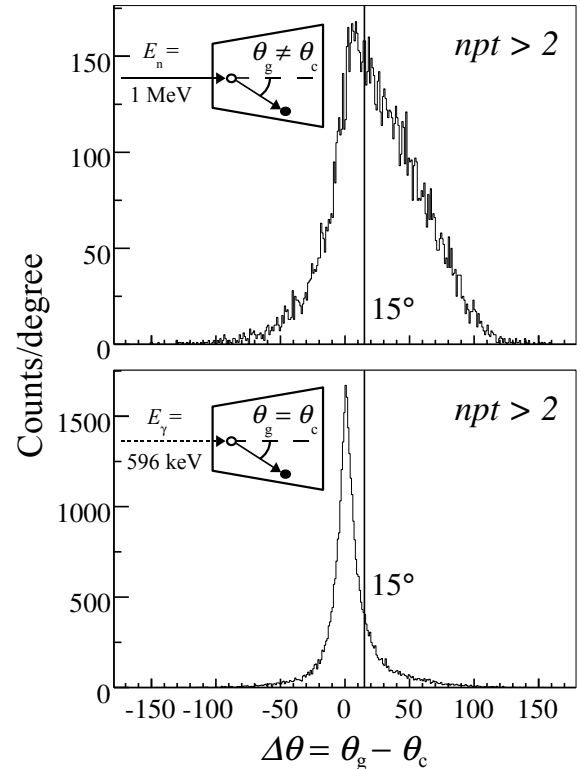 Counts/degree
150
100
50
0
E_n =
1 MeV
θ_g ≠ θ_c
npt > 2
15°
1500
1000
500
0
E_γ =
596 keV
θ_g = θ_c
npt > 2
15°
-150 -100 -50 0 50 100 150
Δθ = θ_g − θ_c